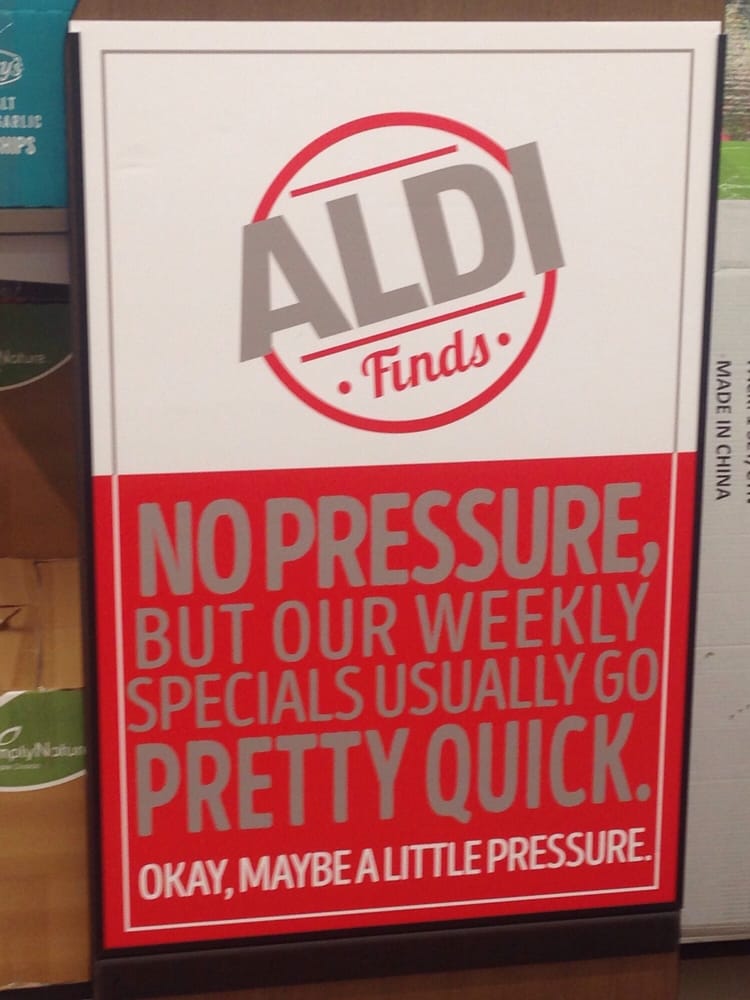 ALDI
Finds
NO PRESSURE,
BUT OUR WEEKLY
SPECIALS USUALLY GO
PRETTY QUICK.
OKAY, MAYBE A LITTLE PRESSURE.
MADE IN CHINA
Nature